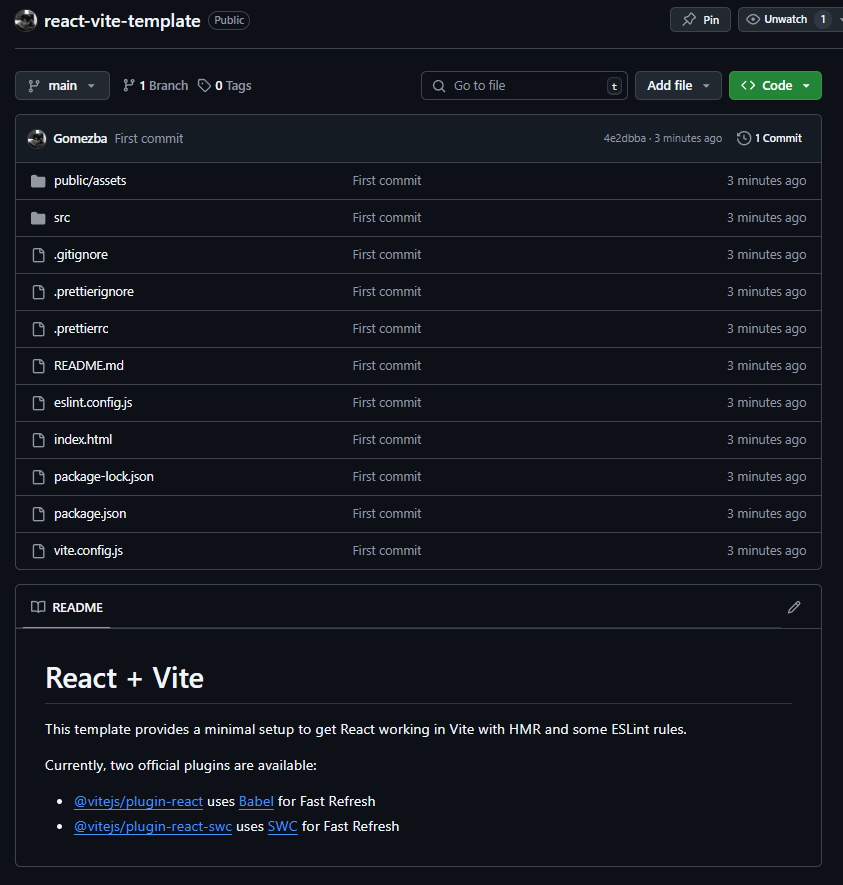 react-vite-template Public Pin Unwatch 1
main 1 Branch 0 Tags Go to file t Add file Code
Gomezba First commit 4e2dbba · 3 minutes ago 1 Commit
public/assets First commit 3 minutes ago
src First commit 3 minutes ago
.gitignore First commit 3 minutes ago
.prettierignore First commit 3 minutes ago
.prettierrc First commit 3 minutes ago
README.md First commit 3 minutes ago
eslint.config.js First commit 3 minutes ago
index.html First commit 3 minutes ago
package-lock.json First commit 3 minutes ago
package.json First commit 3 minutes ago
vite.config.js First commit 3 minutes ago
README
React + Vite
This template provides a minimal setup to get React working in Vite with HMR and some ESLint rules.
Currently, two official plugins are available:
• @vitejs/plugin-react uses Babel for Fast Refresh
• @vitejs/plugin-react-swc uses SWC for Fast Refresh